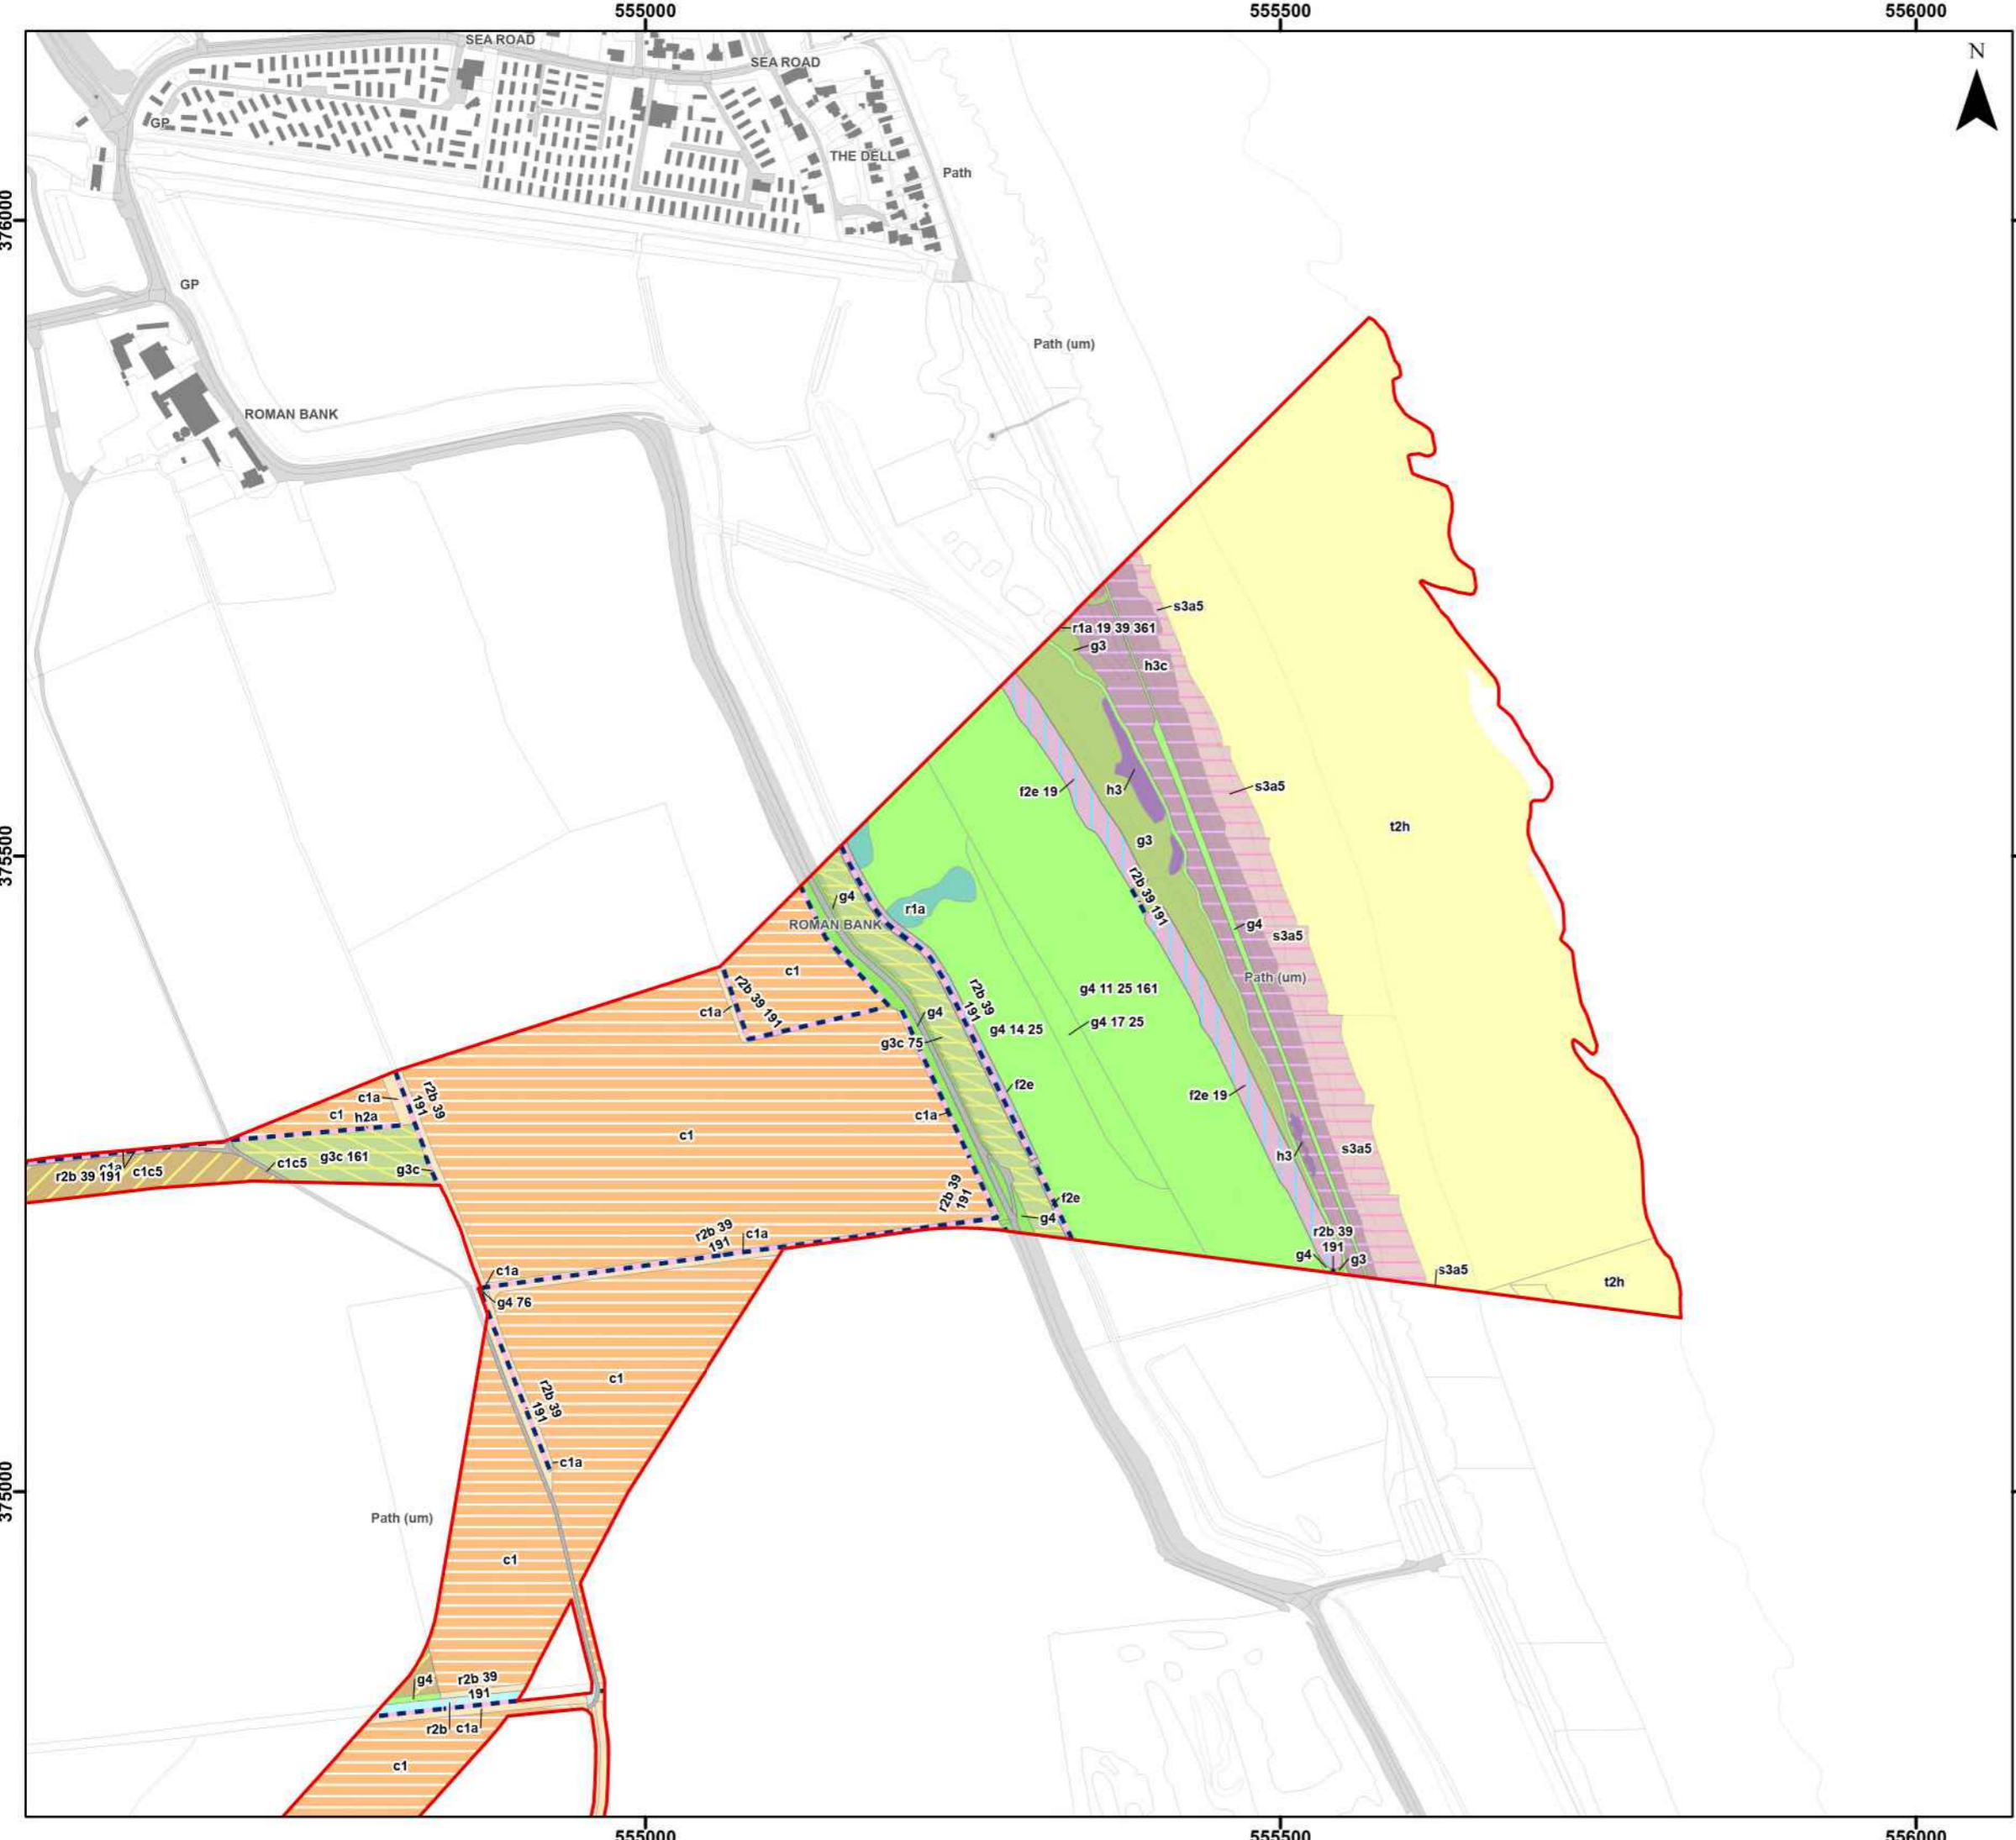 555000
555500
556000
N
SEA ROAD
SEA ROAD
GP
THE DELL
Path
376000
GP
Path (um)
ROMAN BANK
s3a5
r1a 19 39 361
g3
h3c
f2e 19
h3
s3a5
t2h
g3
375500
r2b 39 191
g4
r1a
ROMAN BANK
g4
s3a5
Path (um)
c1
r2b 39 191
r2b 39
191
g4 11 25 161
c1a
g4
g4 14 25
g4 17 25
g3c 75
f2e
c1a
r2b 39
191
f2e 19
c1
h2a
c1a
c1
s3a5
h3
g3c 161
c1c5
g3c
c1a
c1c5
r2b 39 191
r2b 39
191
f2e
g4
r2b 39
191
c1a
r2b 39
191
g4
g3
s3a5
t2h
c1a
g4 76
c1
r2b 39
191
c1a
375000
Path (um)
c1
g4
r2b 39
191
r2b
c1a
c1
555000
555500
556000